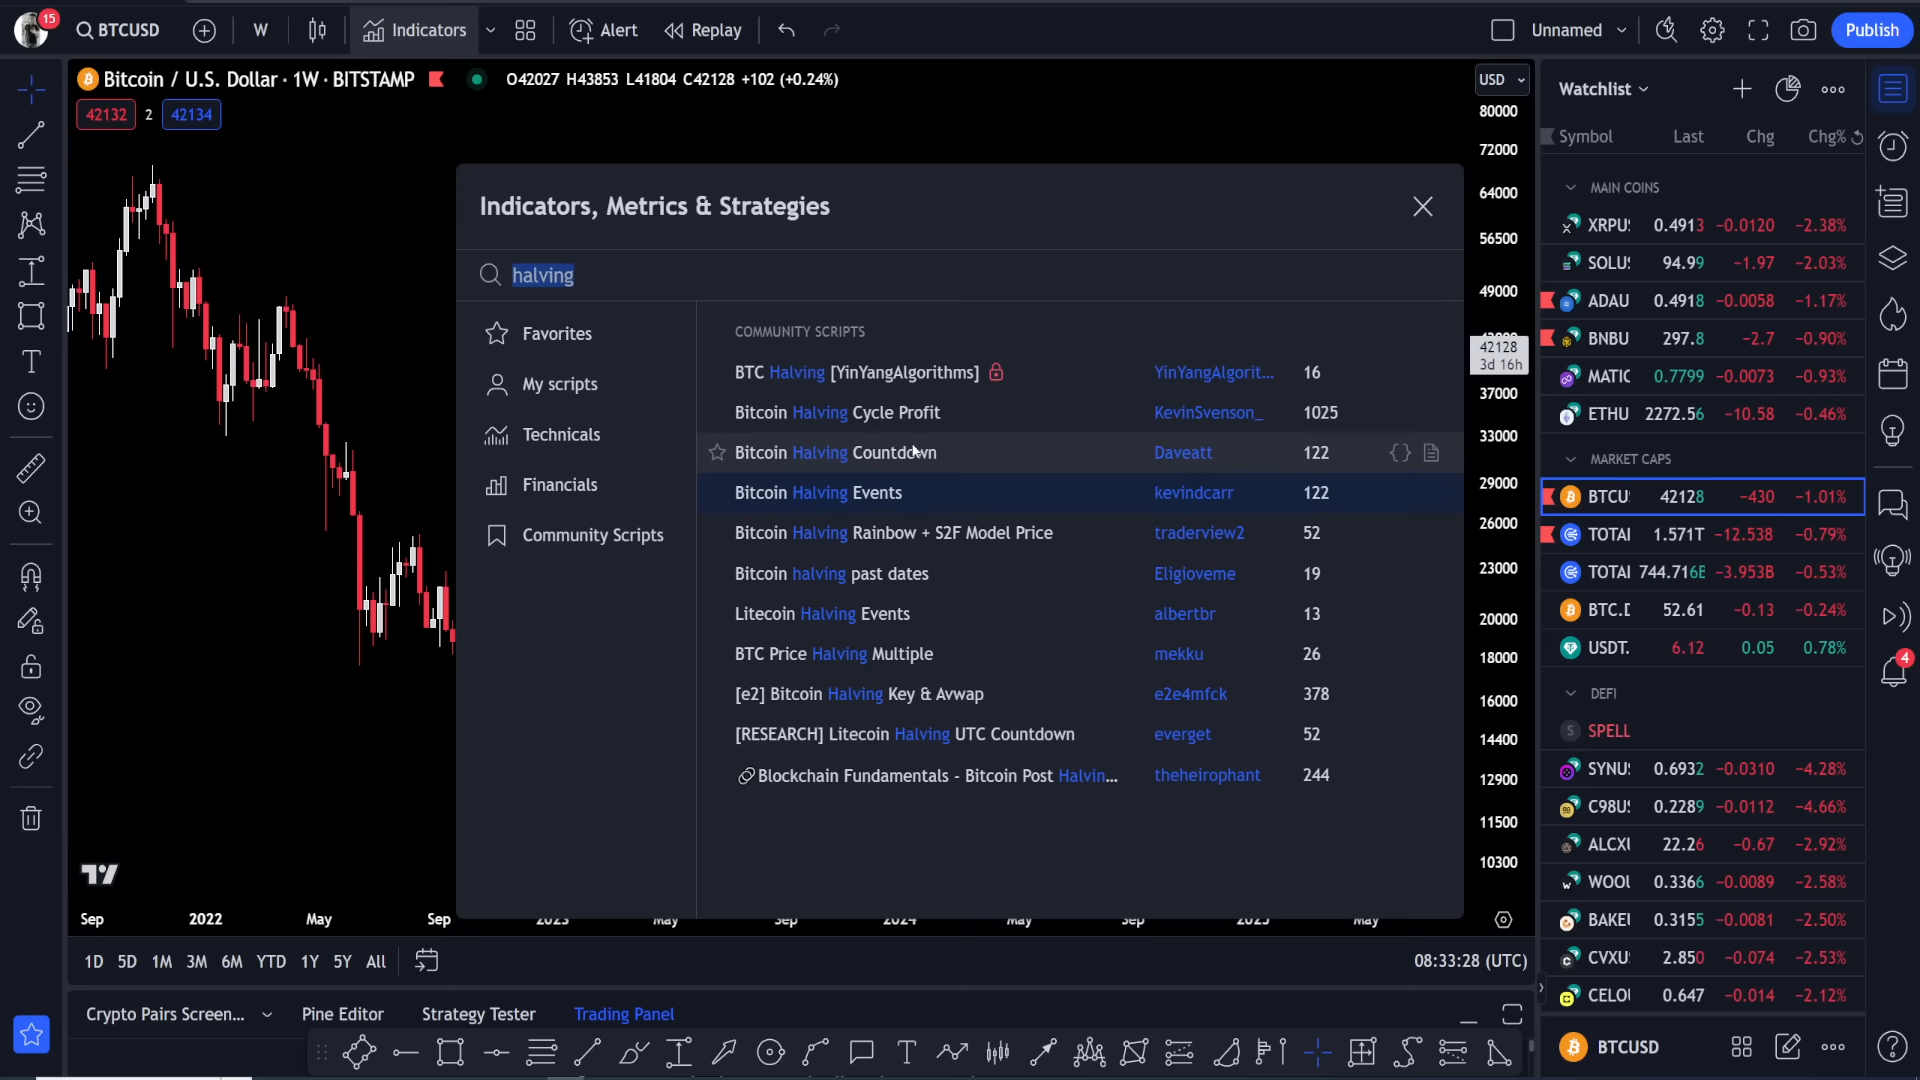 15
BTCUSD
W
Indicators
Alert
Replay
Unnamed
Publish
Bitcoin / U.S. Dollar · 1W · BITSTAMP
O42027 H43853 L41804 C42128 +102 (+0.24%)
42132 2 42134
USD
80000
72000
64000
56500
49000
42128
3d 16h
37000
33000
29000
26000
23000
20000
18000
16000
14400
12900
11500
10300
Indicators, Metrics & Strategies
halving
Favorites
My scripts
Technicals
Financials
Community Scripts
COMMUNITY SCRIPTS
BTC Halving [YinYangAlgorithms] YinYangAlgorit... 16
Bitcoin Halving Cycle Profit KevinSvenson_ 1025
Bitcoin Halving Countdown Daveatt 122
Bitcoin Halving Events kevindcarr 122
Bitcoin Halving Rainbow + S2F Model Price traderview2 52
Bitcoin halving past dates Eligioveme 19
Litecoin Halving Events albertbr 13
BTC Price Halving Multiple mekku 26
[e2] Bitcoin Halving Key & Avwap e2e4mfck 378
[RESEARCH] Litecoin Halving UTC Countdown everget 52
Blockchain Fundamentals - Bitcoin Post Halvin... theheirophant 244
Sep 2022 May Sep 2023 May Sep 2024 May Sep 2025 May
1D 5D 1M 3M 6M YTD 1Y 5Y All
08:33:28 (UTC)
Crypto Pairs Screen... Pine Editor Strategy Tester Trading Panel
Watchlist
Symbol Last Chg Chg%
MAIN COINS
XRPU 0.4913 −0.0120 −2.38%
SOLU 94.99 −1.97 −2.03%
ADAU 0.4918 −0.0058 −1.17%
BNBU 297.8 −2.7 −0.90%
MATIC 0.7799 −0.0073 −0.93%
ETHU 2272.56 −10.58 −0.46%
MARKET CAPS
BTCU 42128 −430 −1.01%
TOTAL 1.571T −12.538 −0.79%
TOTAL 744.716B −3.953B −0.53%
BTC.D 52.61 −0.13 −0.24%
USDT. 6.12 0.05 0.78%
DEFI
SPELL
SYNU 0.6932 −0.0310 −4.28%
C98U 0.2289 −0.0112 −4.66%
ALCXU 22.26 −0.67 −2.92%
WOOU 0.3366 −0.0089 −2.58%
BAKEU 0.3155 −0.0081 −2.50%
CVXU 2.850 −0.074 −2.53%
CELOU 0.647 −0.014 −2.12%
BTCUSD
4